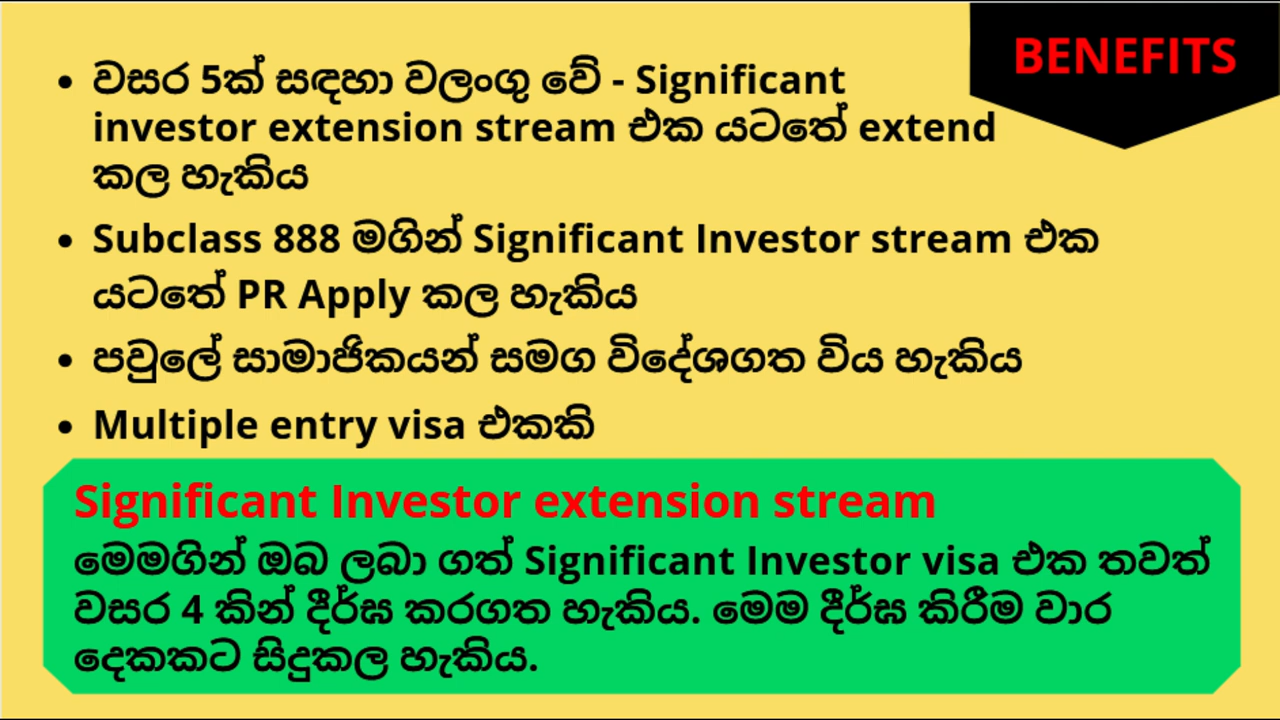 BENEFITS
• වසර 5ක් සඳහා වලංගු වේ - Significant
investor extension stream එක යටතේ extend
කල හැකිය
• Subclass 888 මගින් Significant Investor stream එක
යටතේ PR Apply කල හැකිය
• පවුලේ සාමාජිකයන් සමග විදේශගත විය හැකිය
• Multiple entry visa එකකි
Significant Investor extension stream
මෙමගින් ඔබ ලබා ගත් Significant Investor visa එක තවත්
වසර 4 කින් දීර්ඝ කරගත හැකිය. මෙම දීර්ඝ කිරීම වාර
දෙකකට සිදුකල හැකිය.